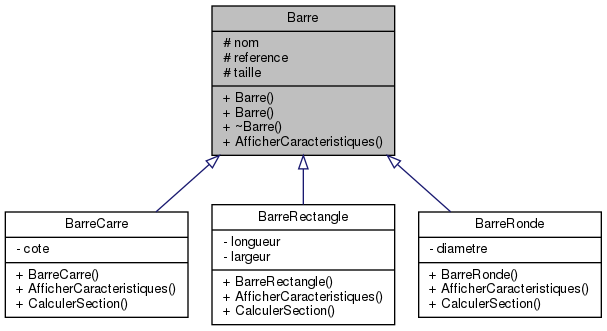 Barre
# nom
# reference
# taille
+ Barre()
+ Barre()
+ ~Barre()
+ AfficherCaracteristiques()
BarreCarre
- cote
+ BarreCarre()
+ AfficherCaracteristiques()
+ CalculerSection()
BarreRectangle
- longueur
- largeur
+ BarreRectangle()
+ AfficherCaracteristiques()
+ CalculerSection()
BarreRonde
- diametre
+ BarreRonde()
+ AfficherCaracteristiques()
+ CalculerSection()